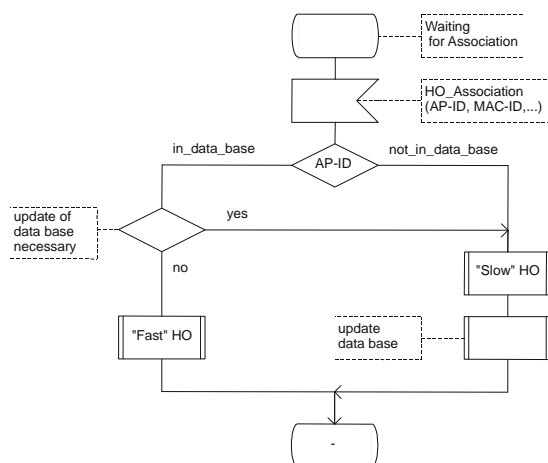 Waiting
for Association
HO_Association
(AP-ID, MAC-ID,...)
in_data_base
AP-ID
not_in_data_base
update of
data base
necessary
yes
no
"Slow" HO
"Fast" HO
update
data base
-